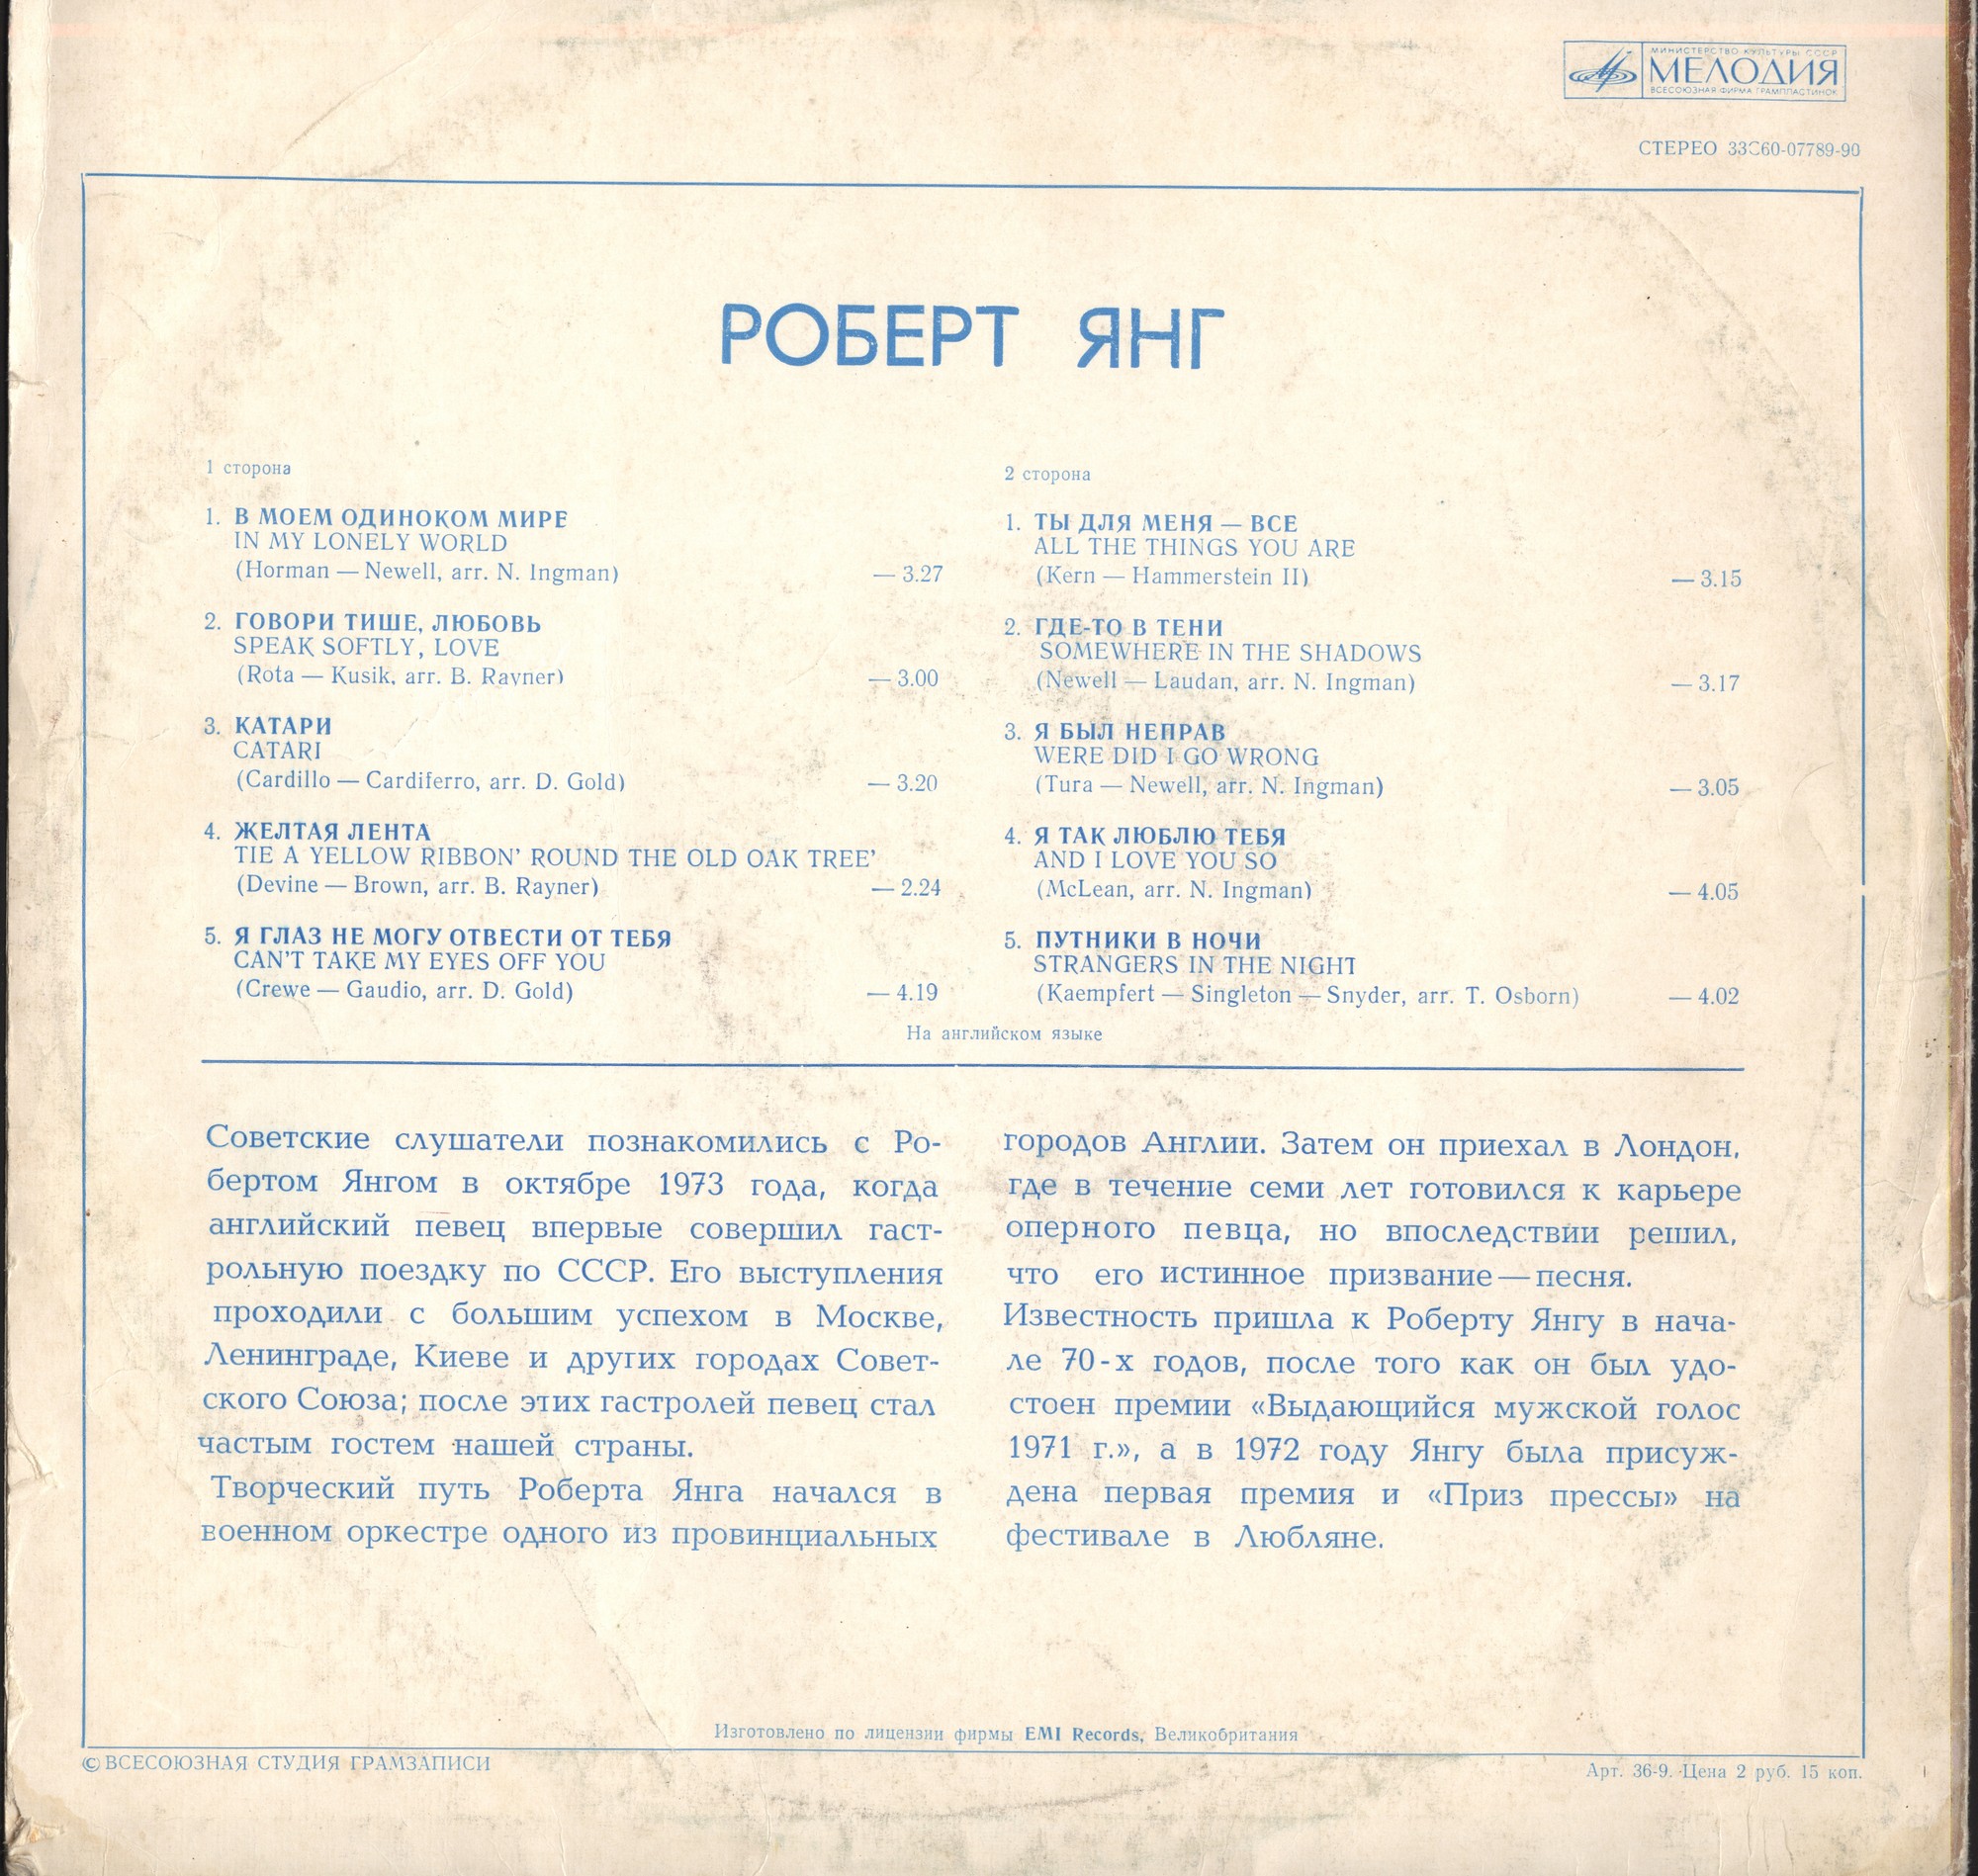 МИНИСТЕРСТВО КУЛЬТУРЫ СССР
МЕЛОДИЯ
ВСЕСОЮЗНАЯ ФИРМА ГРАМПЛАСТИНОК
СТЕРЕО 33С60-07789-90
РОБЕРТ ЯНГ
1 сторона
1. В МОЕМ ОДИНОКОМ МИРЕ
IN MY LONELY WORLD
(Horman — Newell, arr. N. Ingman) — 3.27
2. ГОВОРИ ТИШЕ, ЛЮБОВЬ
SPEAK SOFTLY, LOVE
(Rota — Kusik, arr. B. Rayner) — 3.00
3. КАТАРИ
CATARI
(Cardillo — Cardiferro, arr. D. Gold) — 3.20
4. ЖЕЛТАЯ ЛЕНТА
TIE A YELLOW RIBBON' ROUND THE OLD OAK TREE'
(Devine — Brown, arr. B. Rayner) — 2.24
5. Я ГЛАЗ НЕ МОГУ ОТВЕСТИ ОТ ТЕБЯ
CAN'T TAKE MY EYES OFF YOU
(Crewe — Gaudio, arr. D. Gold) — 4.19
2 сторона
1. ТЫ ДЛЯ МЕНЯ — ВСЕ
ALL THE THINGS YOU ARE
(Kern — Hammerstein II) — 3.15
2. ГДЕ-ТО В ТЕНИ
SOMEWHERE IN THE SHADOWS
(Newell — Laudan, arr. N. Ingman) — 3.17
3. Я БЫЛ НЕПРАВ
WERE DID I GO WRONG
(Tura — Newell, arr. N. Ingman) — 3.05
4. Я ТАК ЛЮБЛЮ ТЕБЯ
AND I LOVE YOU SO
(McLean, arr. N. Ingman) — 4.05
5. ПУТНИКИ В НОЧИ
STRANGERS IN THE NIGHT
(Kaempfert — Singleton — Snyder, arr. T. Osborn) — 4.02
На английском языке
Советские слушатели познакомились с Ро-
бертом Янгом в октябре 1973 года, когда
английский певец впервые совершил гаст-
рольную поездку по СССР. Его выступления
проходили с большим успехом в Москве,
Ленинграде, Киеве и других городах Совет-
ского Союза; после этих гастролей певец стал
частым гостем нашей страны.
Творческий путь Роберта Янга начался в
военном оркестре одного из провинциальных
городов Англии. Затем он приехал в Лондон,
где в течение семи лет готовился к карьере
оперного певца, но впоследствии решил,
что его истинное призвание — песня.
Известность пришла к Роберту Янгу в нача-
ле 70-х годов, после того как он был удо-
стоен премии «Выдающийся мужской голос
1971 г.», а в 1972 году Янгу была присуж-
дена первая премия и «Приз прессы» на
фестивале в Любляне.
Изготовлено по лицензии фирмы EMI Records, Великобритания
© ВСЕСОЮЗНАЯ СТУДИЯ ГРАМЗАПИСИ
Арт. 36-9. Цена 2 руб. 15 коп.